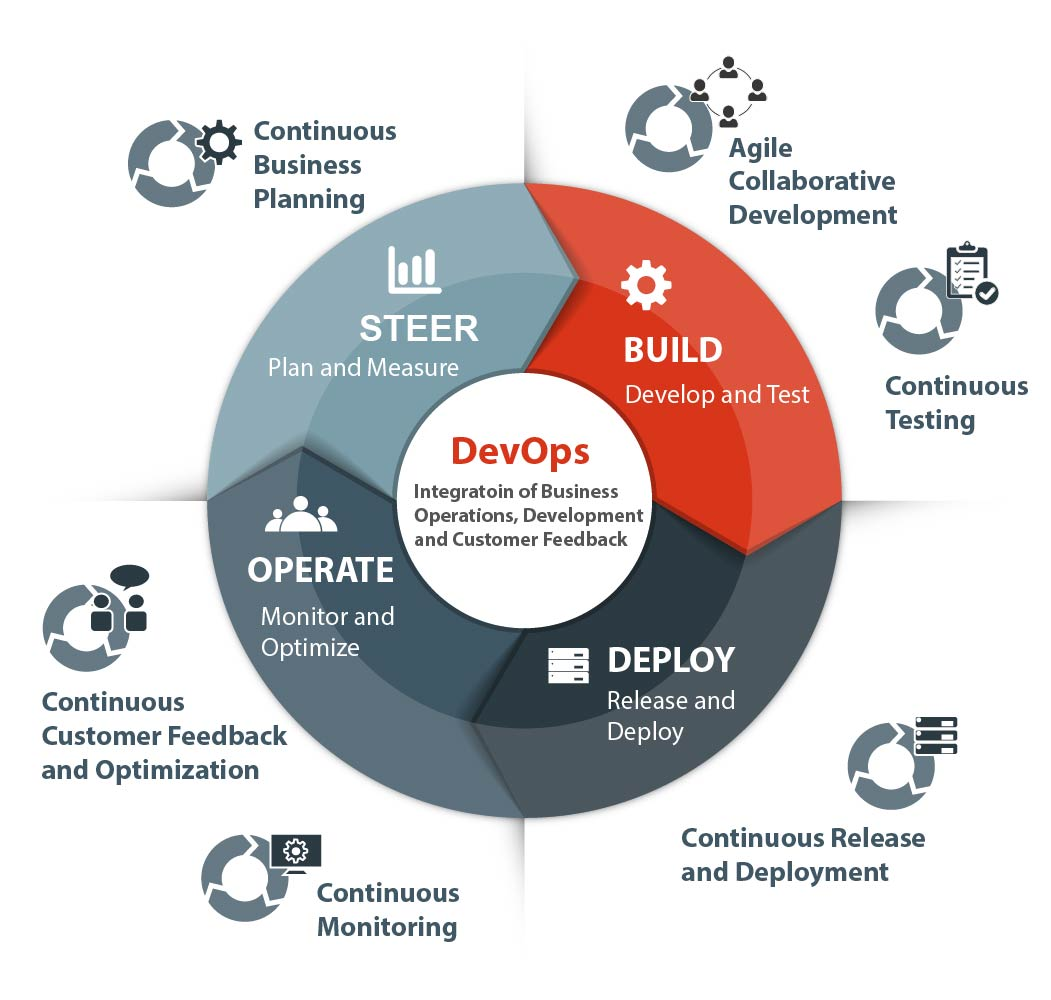 Continuous
Business
Planning
Agile
Collaborative
Development
Continuous
Testing
STEER
Plan and Measure
BUILD
Develop and Test
DevOps
Integratoin of Business
Operations, Development
and Customer Feedback
OPERATE
Monitor and
Optimize
DEPLOY
Release and
Deploy
Continuous
Customer Feedback
and Optimization
Continuous Release
and Deployment
Continuous
Monitoring